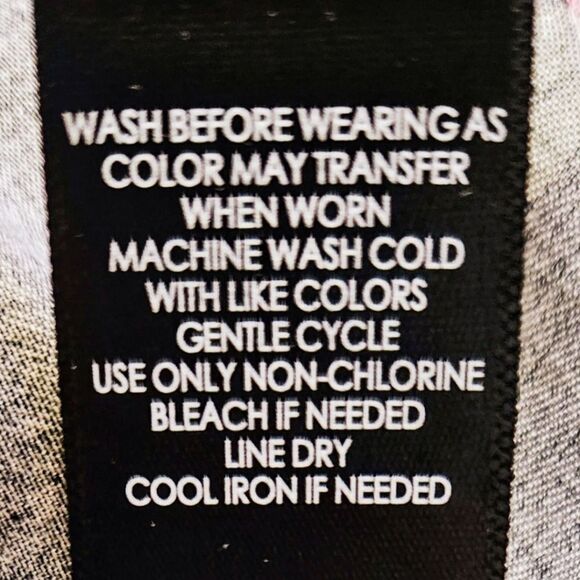 WASH BEFORE WEARING AS
COLOR MAY TRANSFER
WHEN WORN
MACHINE WASH COLD
WITH LIKE COLORS
GENTLE CYCLE
USE ONLY NON-CHLORINE
BLEACH IF NEEDED
LINE DRY
COOL IRON IF NEEDED